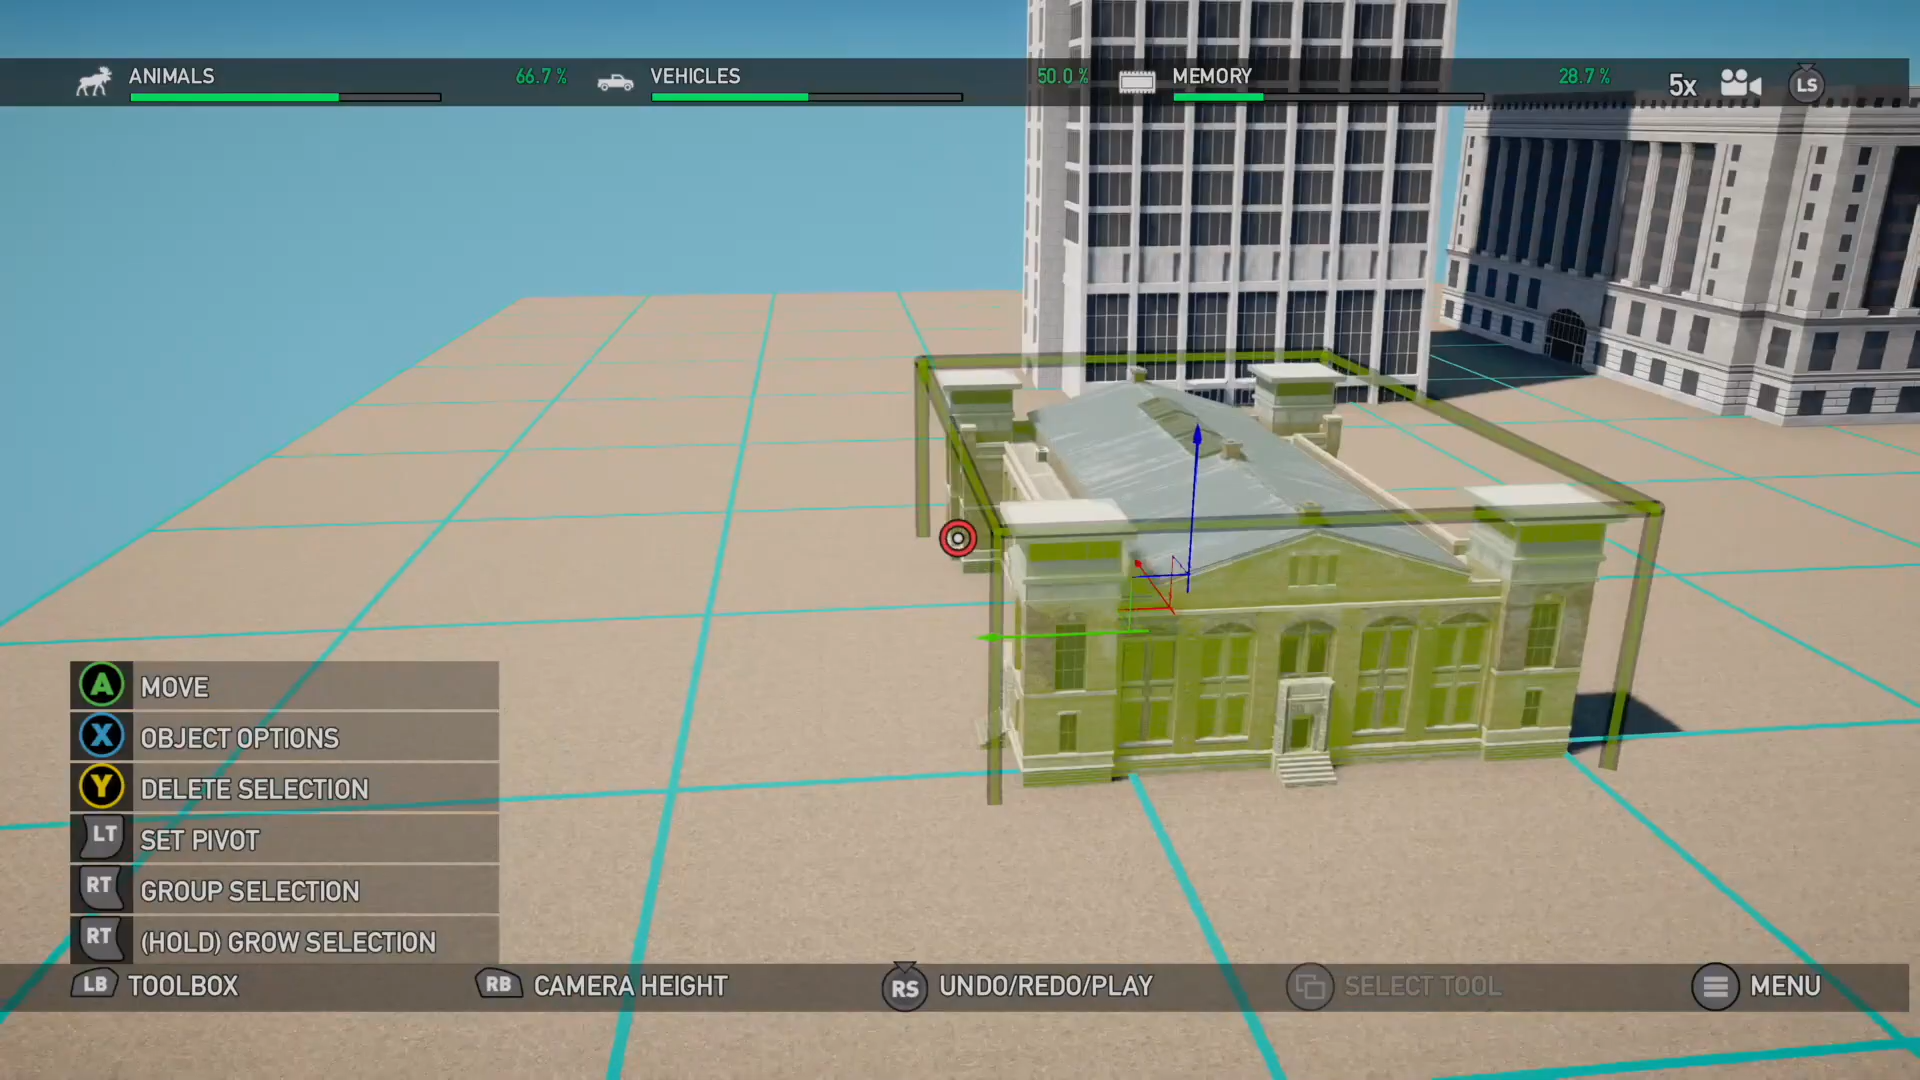 ANIMALS 66.7 % VEHICLES 50.0 % MEMORY 28.7 % 5x LS
A MOVE
X OBJECT OPTIONS
Y DELETE SELECTION
LT SET PIVOT
RT GROUP SELECTION
RT (HOLD) GROW SELECTION
LB TOOLBOX RB CAMERA HEIGHT RS UNDO/REDO/PLAY SELECT TOOL MENU